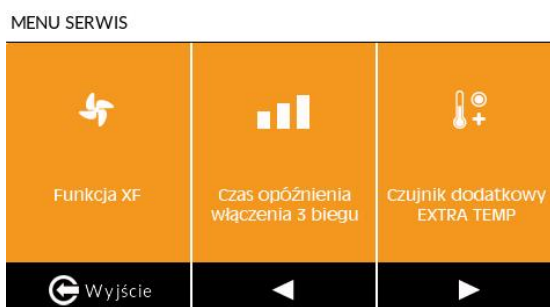 MENU SERWIS
Funkcja XF
Czas opóźnienia
włączenia 3 biegu
Czujnik dodatkowy
EXTRA TEMP
Wyjście